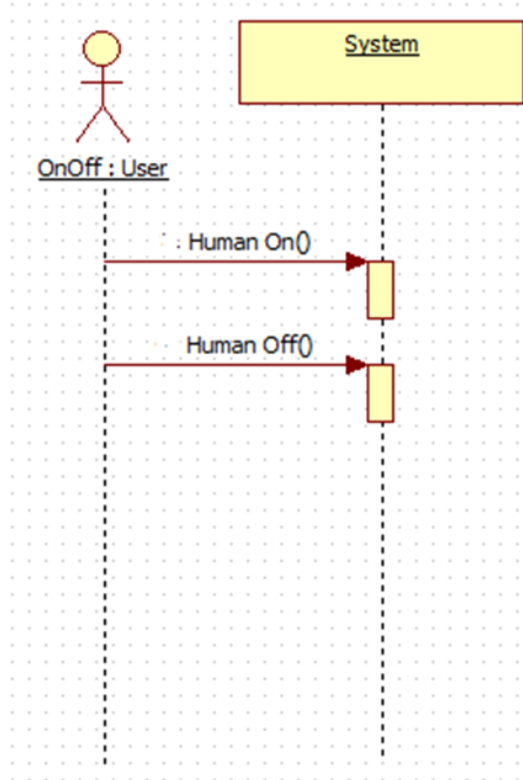 System
OnOff : User
: Human On()
Human Off()